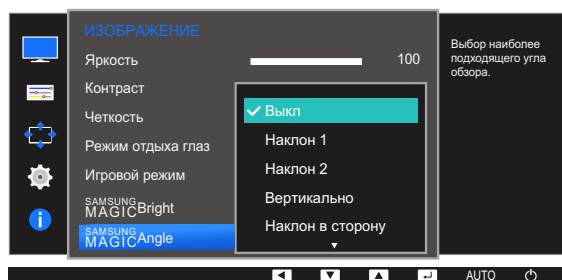 ИЗОБРАЖЕНИЕ
Яркость 100
Контраст
Четкость
Режим отдыха глаз
Игровой режим
SAMSUNG
MAGICBright
SAMSUNG
MAGICAngle
Выкл
Наклон 1
Наклон 2
Вертикально
Наклон в сторону
Выбор наиболее
подходящего угла
обзора.
AUTO